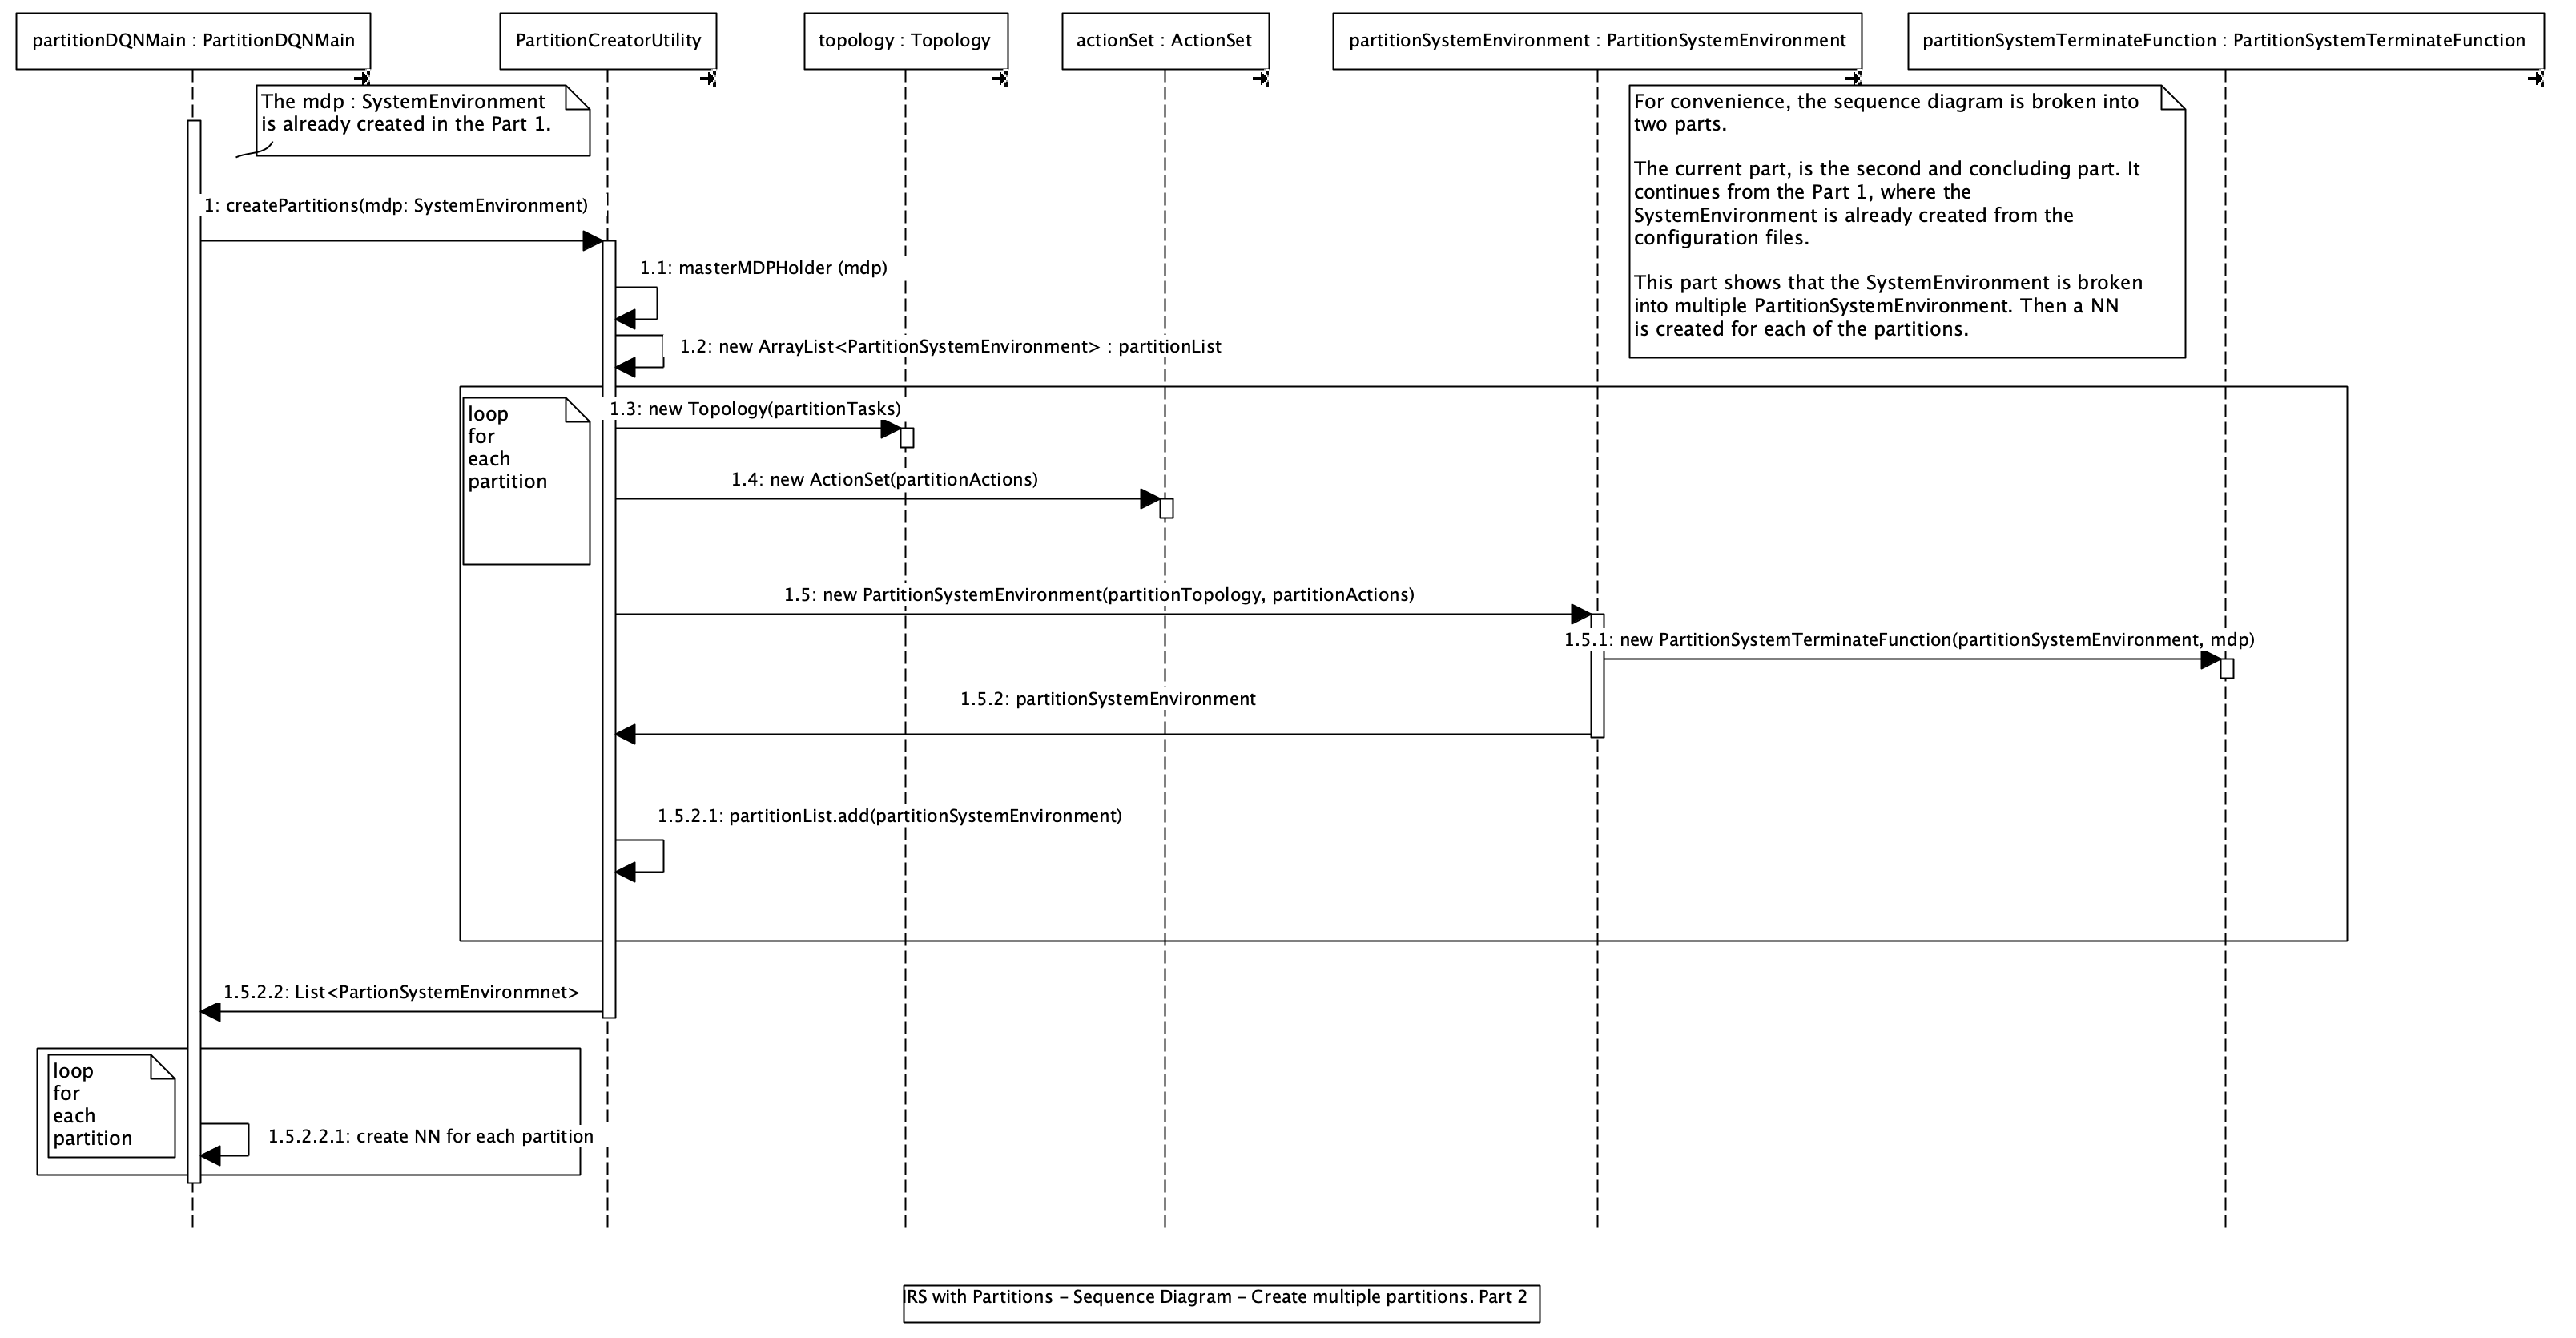 partitionDQNMain : PartitionDQNMain
PartitionCreatorUtility
topology : Topology
actionSet : ActionSet
partitionSystemEnvironment : PartitionSystemEnvironment
partitionSystemTerminateFunction : PartitionSystemTerminateFunction
The mdp : SystemEnvironment
is already created in the Part 1.
For convenience, the sequence diagram is broken into
two parts.
The current part, is the second and concluding part. It
continues from the Part 1, where the
SystemEnvironment is already created from the
configuration files.
This part shows that the SystemEnvironment is broken
into multiple PartitionSystemEnvironment. Then a NN
is created for each of the partitions.
1: createPartitions(mdp: SystemEnvironment)
1.1: masterMDPHolder (mdp)
1.2: new ArrayList<PartitionSystemEnvironment> : partitionList
loop
for
each
partition
1.3: new Topology(partitionTasks)
1.4: new ActionSet(partitionActions)
1.5: new PartitionSystemEnvironment(partitionTopology, partitionActions)
1.5.1: new PartitionSystemTerminateFunction(partitionSystemEnvironment, mdp)
1.5.2: partitionSystemEnvironment
1.5.2.1: partitionList.add(partitionSystemEnvironment)
1.5.2.2: List<PartionSystemEnvironmnet>
loop
for
each
partition
1.5.2.2.1: create NN for each partition
IRS with Partitions – Sequence Diagram – Create multiple partitions. Part 2